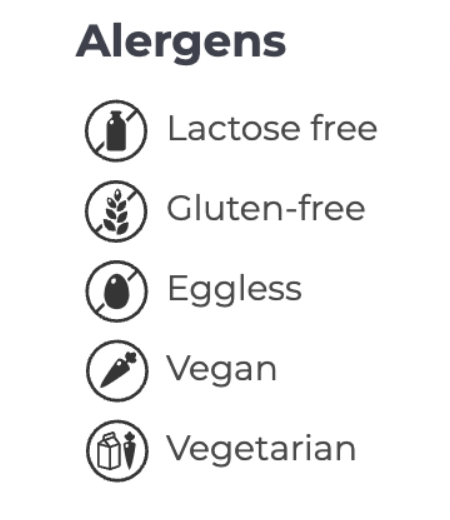 Alergens
Lactose free
Gluten-free
Eggless
Vegan
Vegetarian